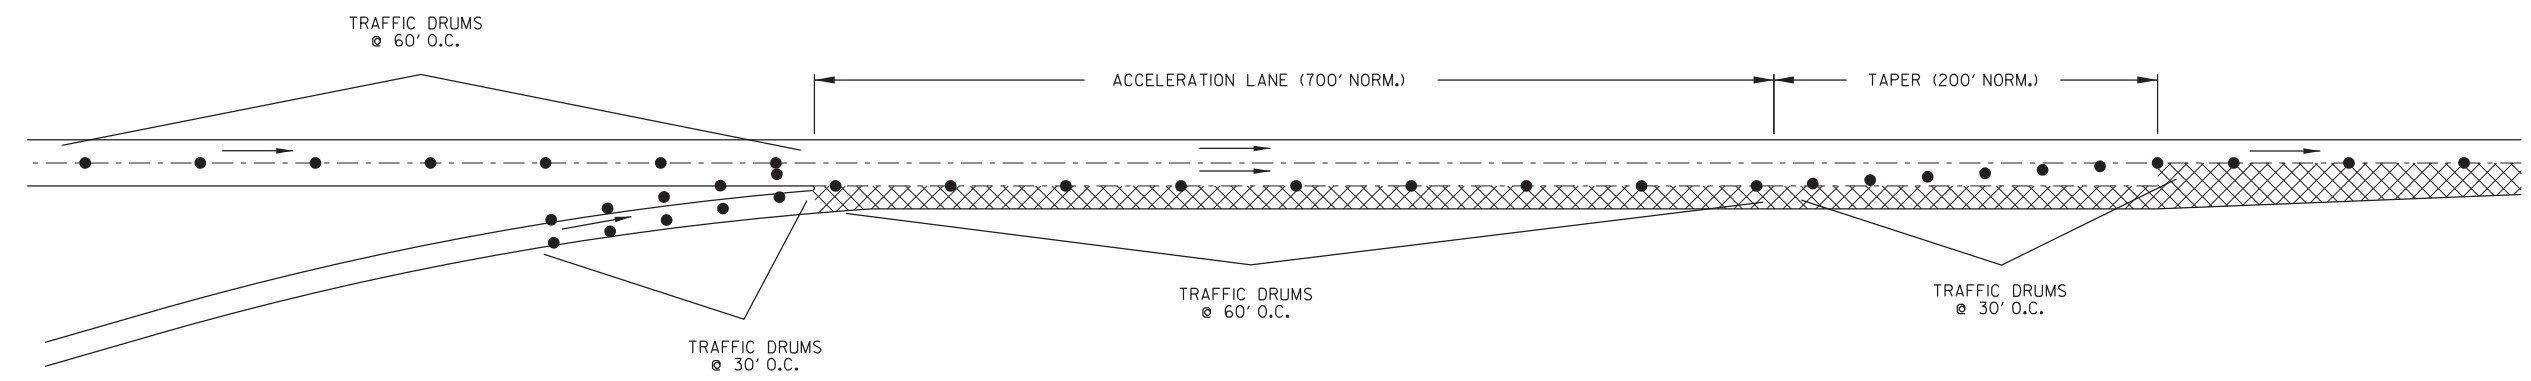 TRAFFIC DRUMS
@ 60' O.C.
ACCELERATION LANE (700' NORM.)
TAPER (200' NORM.)
TRAFFIC DRUMS
@ 30' O.C.
TRAFFIC DRUMS
@ 60' O.C.
TRAFFIC DRUMS
@ 30' O.C.